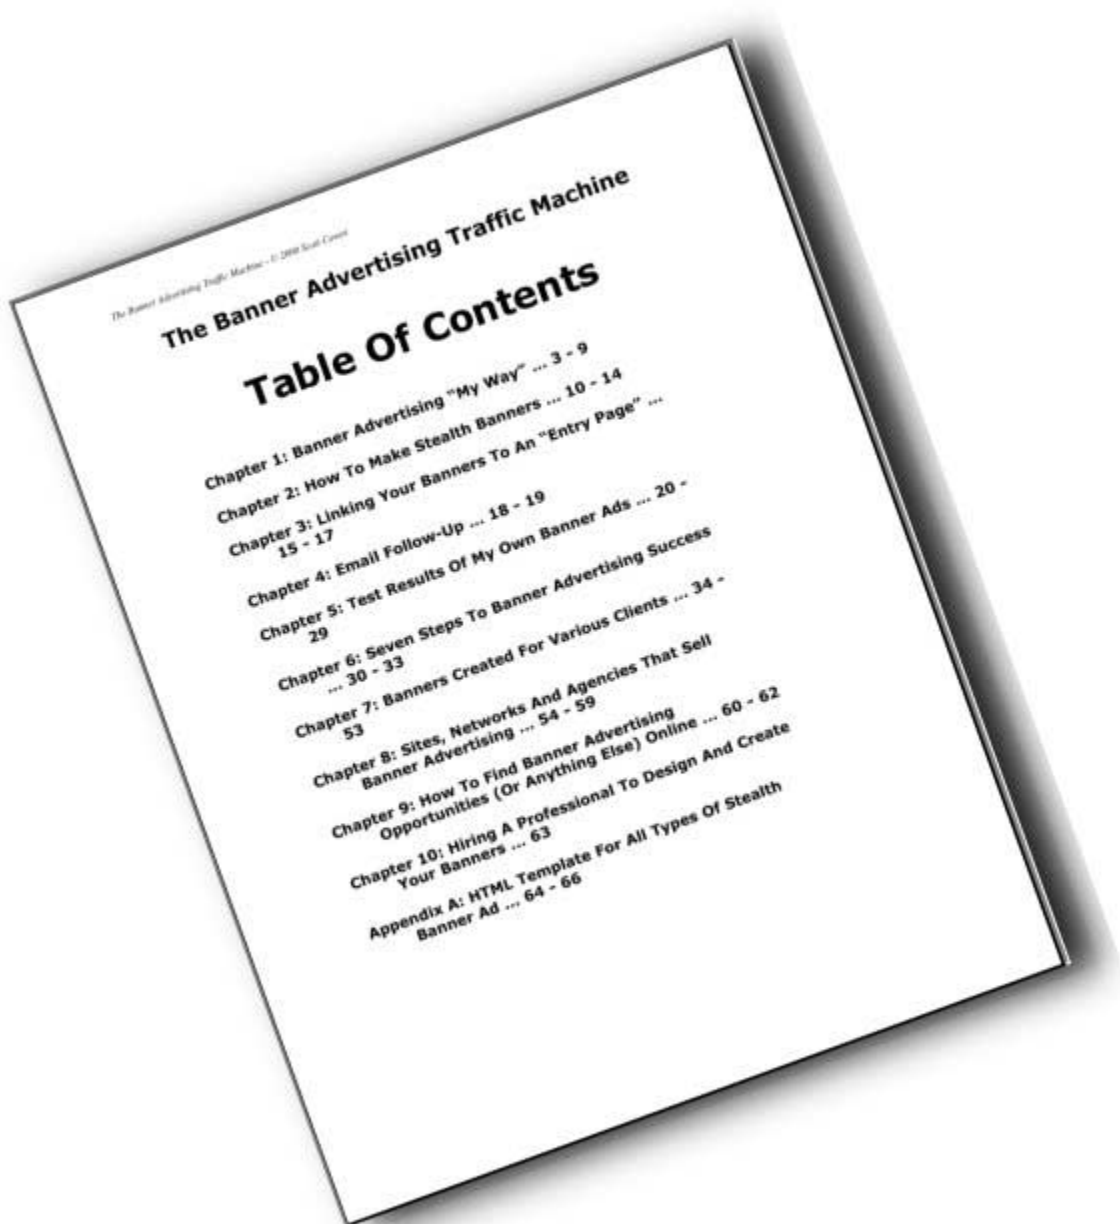 The Banner Advertising Traffic Machine - © Scott
The Banner Advertising Traffic Machine
Table Of Contents
Chapter 1: Banner Advertising “My Way” ... 3 - 9
Chapter 2: How To Make Stealth Banners ... 10 - 14
Chapter 3: Linking Your Banners To An “Entry Page” ...
15 - 17
Chapter 4: Email Follow-Up ... 18 - 19
Chapter 5: Test Results Of My Own Banner Ads ... 20 -
29
Chapter 6: Seven Steps To Banner Advertising Success
... 30 - 33
Chapter 7: Banners Created For Various Clients ... 34 -
53
Chapter 8: Sites, Networks And Agencies That Sell
Banner Advertising ... 54 - 59
Chapter 9: How To Find Banner Advertising
Opportunities (Or Anything Else) Online ... 60 - 62
Chapter 10: Hiring A Professional To Design And Create
Your Banners ... 63
Appendix A: HTML Template For All Types Of Stealth
Banner Ad ... 64 - 66